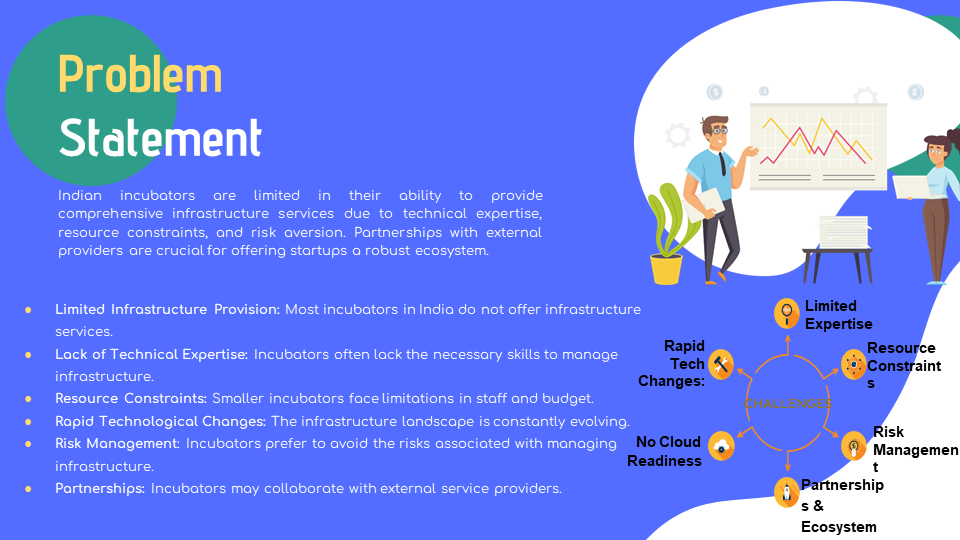 Problem
Statement
Indian incubators are limited in their ability to provide
comprehensive infrastructure services due to technical expertise,
resource constraints, and risk aversion. Partnerships with external
providers are crucial for offering startups a robust ecosystem.
● Limited Infrastructure Provision: Most incubators in India do not offer infrastructure
services.
● Lack of Technical Expertise: Incubators often lack the necessary skills to manage
infrastructure.
● Resource Constraints: Smaller incubators face limitations in staff and budget.
● Rapid Technological Changes: The infrastructure landscape is constantly evolving.
● Risk Management: Incubators prefer to avoid the risks associated with managing
infrastructure.
● Partnerships: Incubators may collaborate with external service providers.
Limited
Expertise
Rapid
Tech
Changes:
Resource
Constraint
s
CHALLENGES
No Cloud
Readiness
Risk
Managemen
t
Partnership
s &
Ecosystem